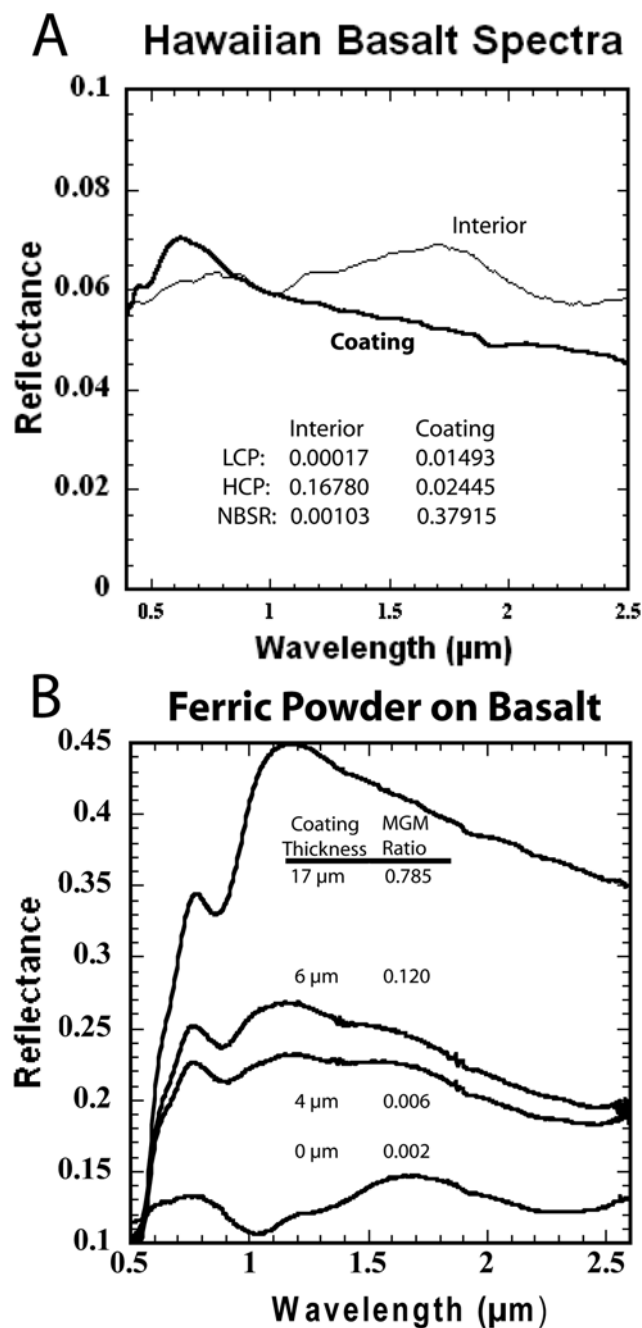 A Hawaiian Basalt Spectra
0.1
0.08
0.06
0.04
0.02
0
Reflectance
Interior
Coating
Interior Coating
LCP: 0.00017 0.01493
HCP: 0.16780 0.02445
NBSR: 0.00103 0.37915
0.5 1 1.5 2 2.5
Wavelength (µm)
B Ferric Powder on Basalt
0.45
0.4
0.35
0.3
0.25
0.2
0.15
0.1
Reflectance
Coating MGM
Thickness Ratio
17 µm 0.785
6 µm 0.120
4 µm 0.006
0 µm 0.002
0.5 1 1.5 2 2.5
Wavelength (µm)